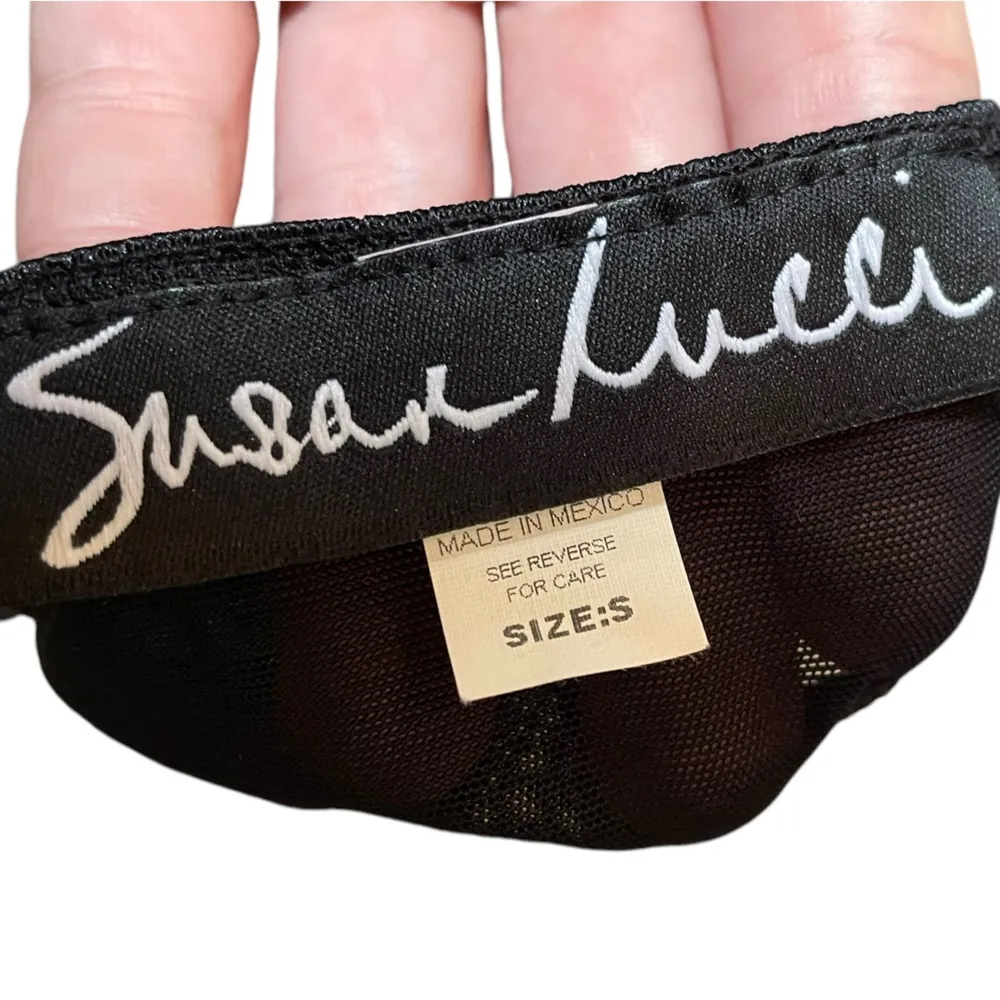 Susan Lucci
MADE IN MEXICO
SEE REVERSE
FOR CARE
SIZE:S